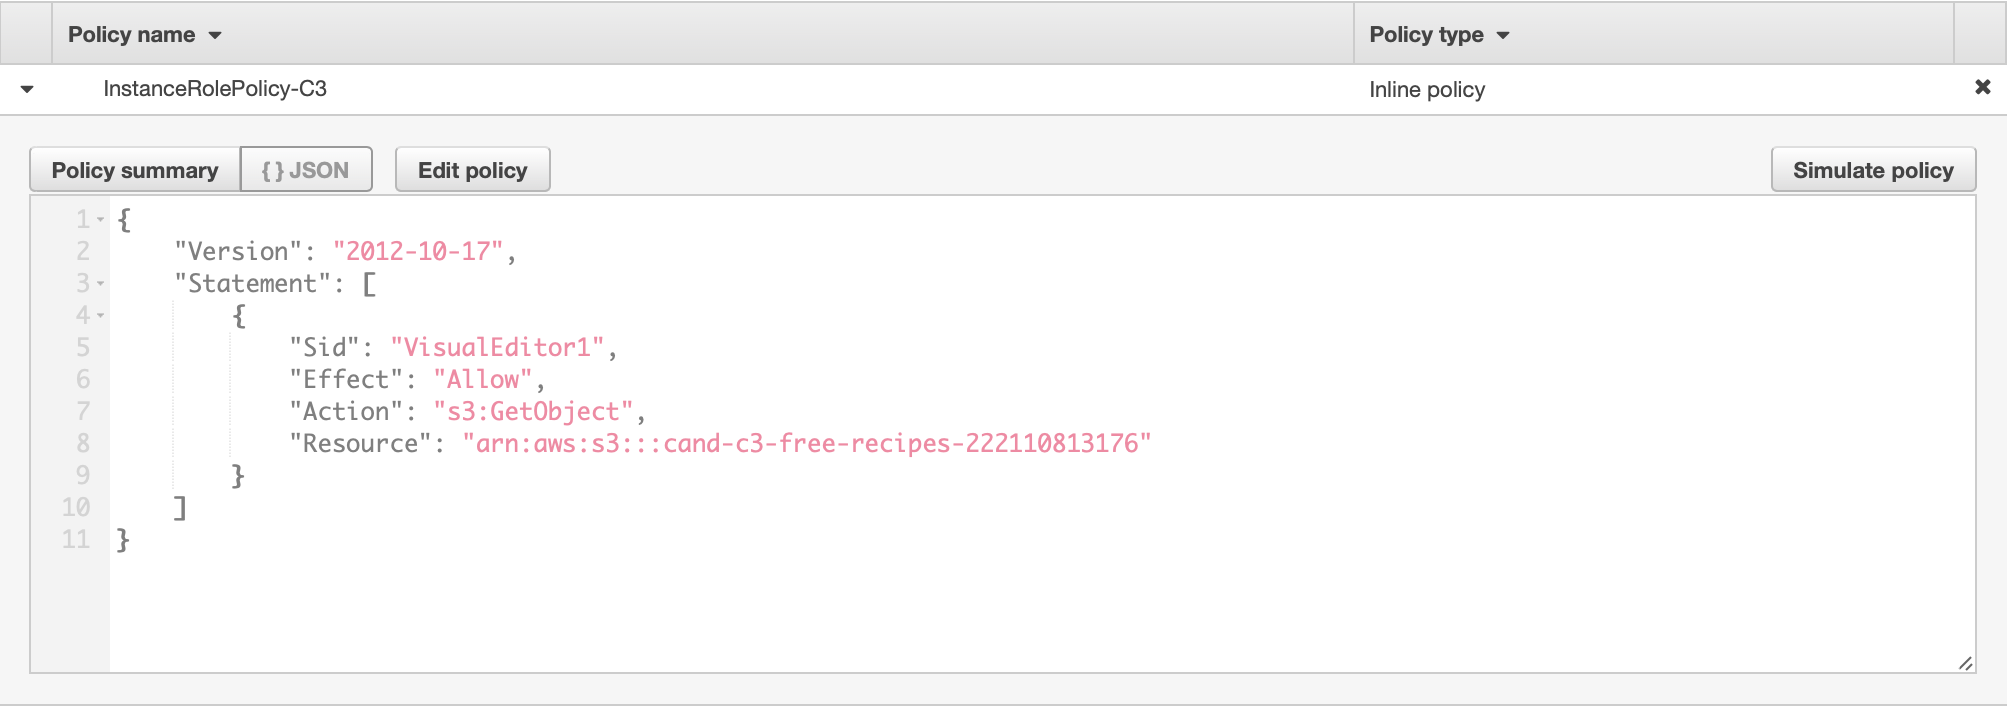 Policy name Policy type
InstanceRolePolicy-C3 Inline policy
Policy summary { } JSON Edit policy Simulate policy
1 {
2 "Version": "2012-10-17",
3 "Statement": [
4 {
5 "Sid": "VisualEditor1",
6 "Effect": "Allow",
7 "Action": "s3:GetObject",
8 "Resource": "arn:aws:s3:::cand-c3-free-recipes-222110813176"
9 }
10 ]
11 }